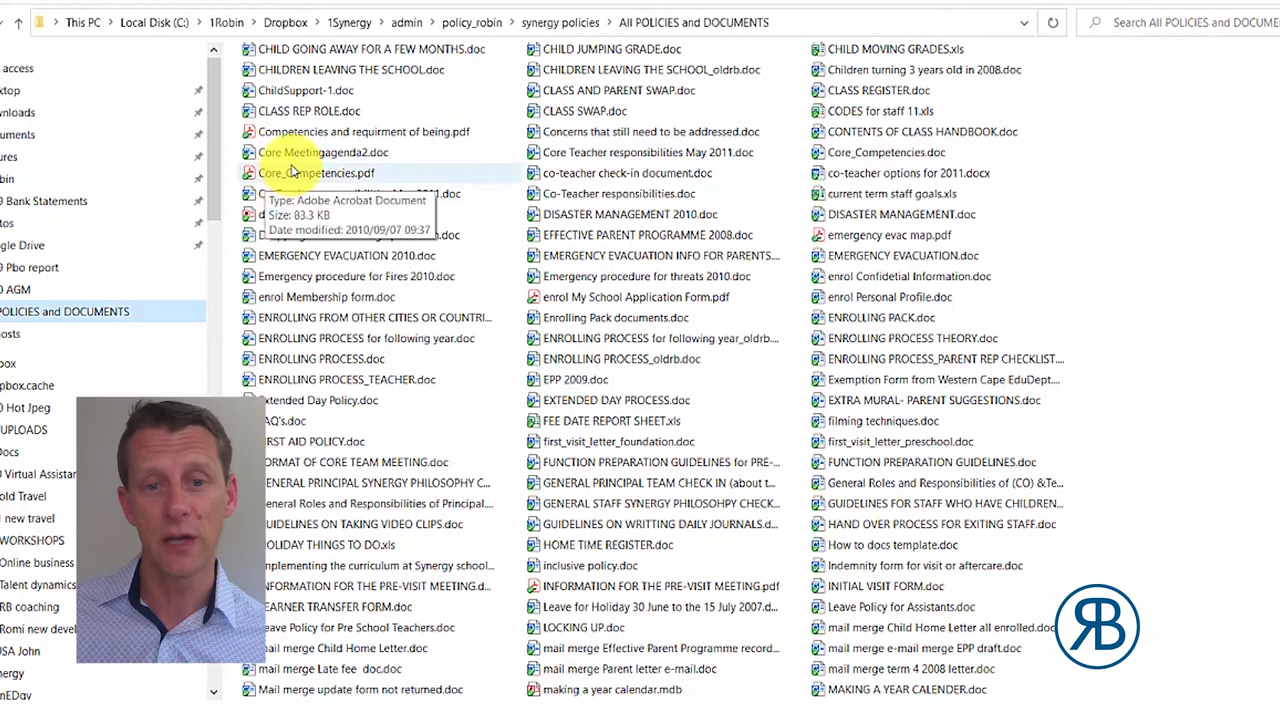 This PC > Local Disk (C:) > 1Robin > Dropbox > 1Synergy > admin > policy_robin > synergy policies > All POLICIES and DOCUMENTS
Search All POLICIES and DOCUME
access
ktop
wnloads
uments
ures
bin
9 Bank Statements
tos
gle Drive
9 Pbo report
0 AGM
POLICIES and DOCUMENTS
osts
box
pbox.cache
0 Hot Jpeg
UPLOADS
Docs
0 Virtual Assistar
old Travel
1 new travel
WORKSHOPS
Online business
Talent dynamics
RB coaching
Romi new devel
USA John
nergy
nEDay
CHILD GOING AWAY FOR A FEW MONTHS.doc
CHILDREN LEAVING THE SCHOOL.doc
ChildSupport-1.doc
CLASS REP ROLE.doc
Competencies and requirment of being.pdf
Core Meetingagenda2.doc
Core_Competencies.pdf
2011.doc
Type: Adobe Acrobat Document
Size: 83.3 KB
Date modified: 2010/09/07 09:37
.doc
EMERGENCY EVACUATION 2010.doc
Emergency procedure for Fires 2010.doc
enrol Membership form.doc
ENROLLING FROM OTHER CITIES OR COUNTRI...
ENROLLING PROCESS for following year.doc
ENROLLING PROCESS.doc
ENROLLING PROCESS_TEACHER.doc
Extended Day Policy.doc
AQ's.doc
IRST AID POLICY.doc
ORMAT OF CORE TEAM MEETING.doc
GENERAL PRINCIPAL SYNERGY PHILOSOPHY C...
General Roles and Responsibilities of Principal...
GUIDELINES ON TAKING VIDEO CLIPS.doc
HOLIDAY THINGS TO DO.xls
mplementing the curriculum at Synergy school...
NFORMATION FOR THE PRE-VISIT MEETING.d...
EARNER TRANSFER FORM.doc
eave Policy for Pre School Teachers.doc
mail merge Child Home Letter.doc
mail merge Late fee doc.doc
Mail merge update form not returned.doc
CHILD JUMPING GRADE.doc
CHILDREN LEAVING THE SCHOOL_oldrb.doc
CLASS AND PARENT SWAP.doc
CLASS SWAP.doc
Concerns that still need to be addressed.doc
Core Teacher responsibilities May 2011.doc
co-teacher check-in document.doc
Co-Teacher responsibilities.doc
DISASTER MANAGEMENT 2010.doc
EFFECTIVE PARENT PROGRAMME 2008.doc
EMERGENCY EVACUATION INFO FOR PARENTS....
Emergency procedure for threats 2010.doc
enrol My School Application Form.pdf
Enrolling Pack documents.doc
ENROLLING PROCESS for following year_oldrb....
ENROLLING PROCESS_oldrb.doc
EPP 2009.doc
EXTENDED DAY PROCESS.doc
FEE DATE REPORT SHEET.xls
first_visit_letter_foundation.doc
FUNCTION PREPARATION GUIDELINES for PRE-...
GENERAL PRINCIPAL TEAM CHECK IN (about t...
GENERAL STAFF SYNERGY PHILOSOPHY CHECK...
GUIDELINES ON WRITTING DAILY JOURNALS.d...
HOME TIME REGISTER.doc
inclusive policy.doc
INFORMATION FOR THE PRE-VISIT MEETING.pdf
Leave for Holiday 30 June to the 15 July 2007.d...
LOCKING UP.doc
mail merge Effective Parent Programme record...
mail merge Parent letter e-mail.doc
making a year calendar.mdb
CHILD MOVING GRADES.xls
Children turning 3 years old in 2008.doc
CLASS REGISTER.doc
CODES for staff 11.xls
CONTENTS OF CLASS HANDBOOK.doc
Core_Competencies.doc
co-teacher options for 2011.docx
current term staff goals.xls
DISASTER MANAGEMENT.doc
emergency evac map.pdf
EMERGENCY EVACUATION.doc
enrol Confidetial Information.doc
enrol Personal Profile.doc
ENROLLING PACK.doc
ENROLLING PROCESS THEORY.doc
ENROLLING PROCESS_PARENT REP CHECKLIST....
Exemption Form from Western Cape EduDept....
EXTRA MURAL- PARENT SUGGESTIONS.doc
filming techniques.doc
first_visit_letter_preschool.doc
FUNCTION PREPARATION GUIDELINES.doc
General Roles and Responsibilities of (CO) &Te...
GUIDELINES FOR STAFF WHO HAVE CHILDREN...
HAND OVER PROCESS FOR EXITING STAFF.doc
How to docs template.doc
Indemnity form for visit or aftercare.doc
INITIAL VISIT FORM.doc
Leave Policy for Assistants.doc
mail merge Child Home Letter all enrolled.doc
mail merge e-mail merge EPP draft.doc
mail merge term 4 2008 letter.doc
MAKING A YEAR CALENDER.doc
RB